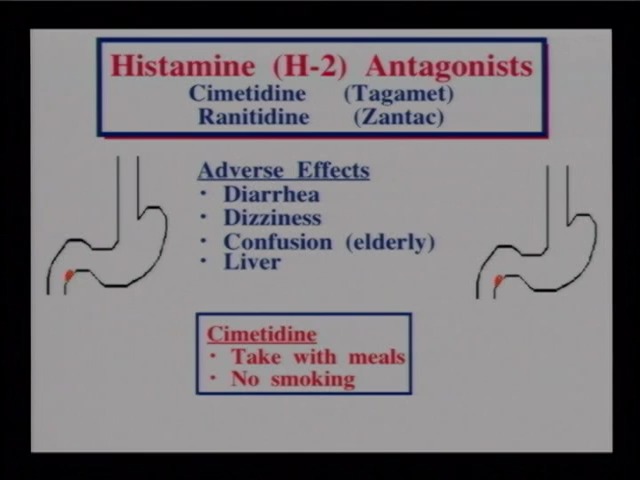 Histamine (H-2) Antagonists
Cimetidine (Tagamet)
Ranitidine (Zantac)
Adverse Effects
· Diarrhea
· Dizziness
· Confusion (elderly)
· Liver
Cimetidine
· Take with meals
· No smoking